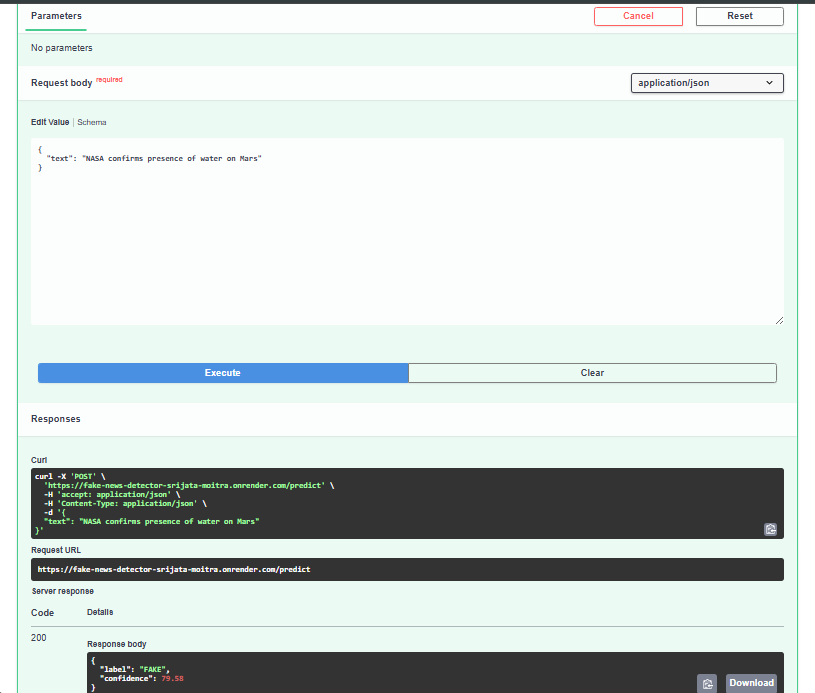 Parameters
Cancel
Reset
No parameters
Request body required
application/json
Edit Value | Schema
{
  "text": "NASA confirms presence of water on Mars"
}
Execute
Clear
Responses
Curl
curl -X 'POST' \
  'https://fake-news-detector-srijata-moitra.onrender.com/predict' \
  -H 'accept: application/json' \
  -H 'Content-Type: application/json' \
  -d '{
  "text": "NASA confirms presence of water on Mars"
}'
Request URL
https://fake-news-detector-srijata-moitra.onrender.com/predict
Server response
Code
Details
200
Response body
{
  "label": "FAKE",
  "confidence": 79.58
}
Download